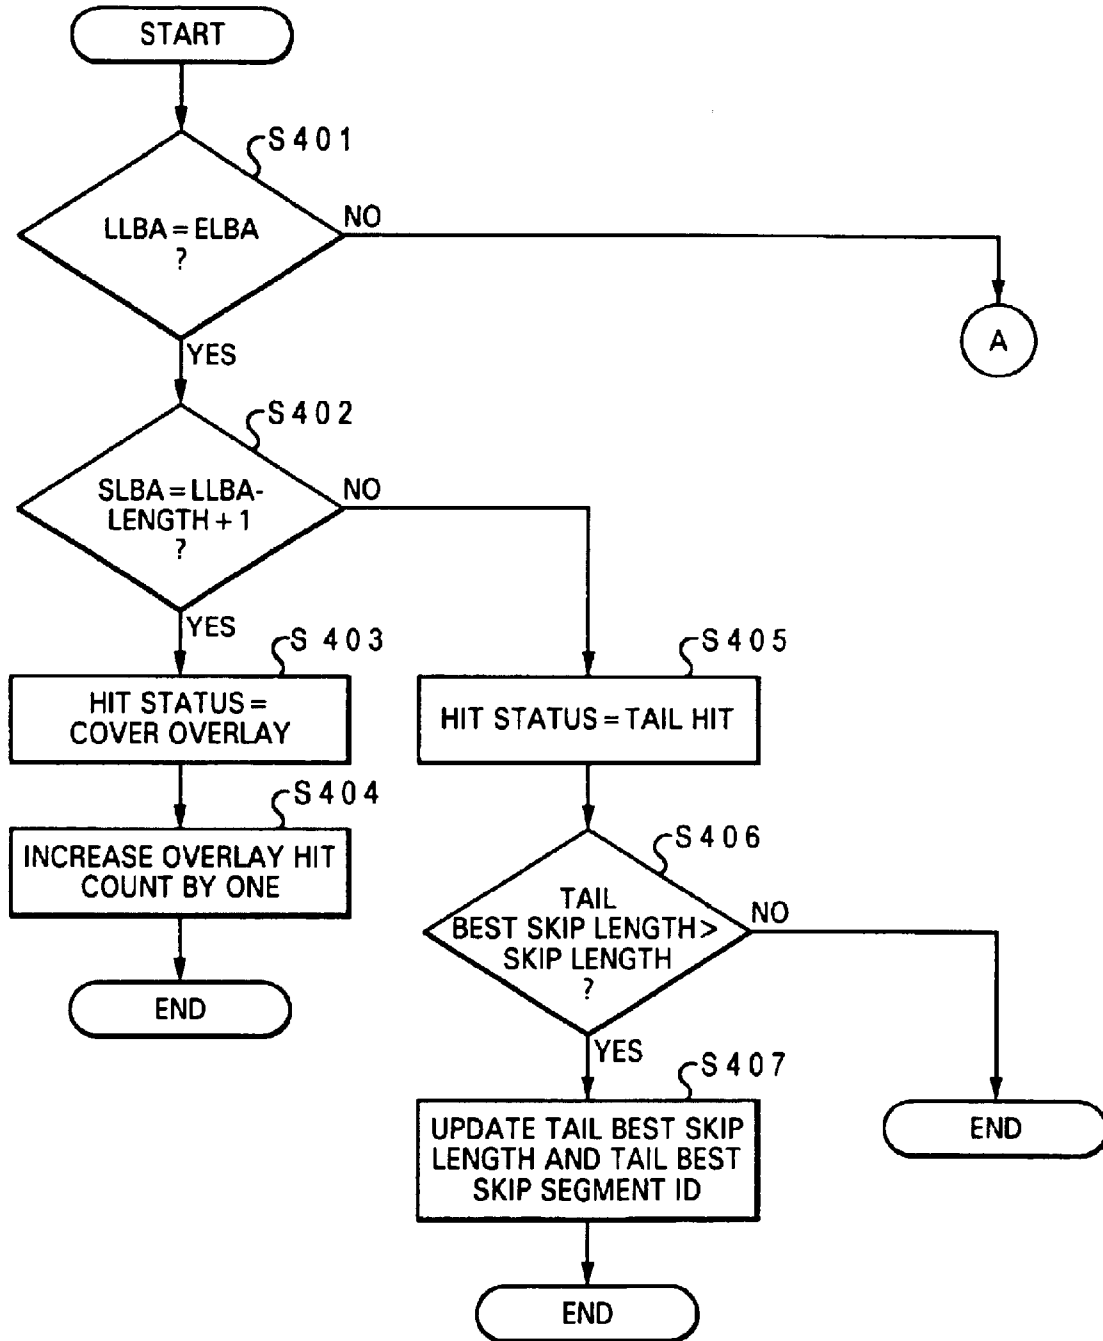 START
S401
LLBA = ELBA
?
NO
A
YES
S402
SLBA = LLBA-
LENGTH + 1
?
NO
YES
S 403
HIT STATUS =
COVER OVERLAY
S405
HIT STATUS = TAIL HIT
S404
INCREASE OVERLAY HIT
COUNT BY ONE
S406
TAIL
BEST SKIP LENGTH >
SKIP LENGTH
?
NO
END
YES
S407
UPDATE TAIL BEST SKIP
LENGTH AND TAIL BEST
SKIP SEGMENT ID
END
END